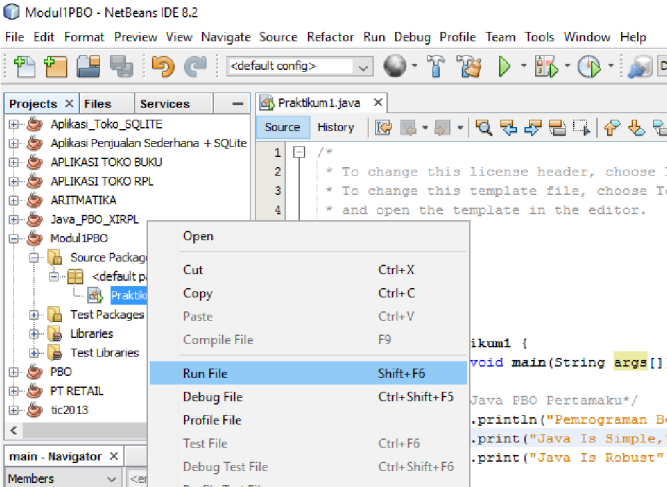 Modul1PBO - NetBeans IDE 8.2
File Edit Format Preview View Navigate Source Refactor Run Debug Profile Team Tools Window Help
<default config>
Projects Files Services
Praktikum1.java
Source History
Aplikasi_Toko_SQLITE
Aplikasi Penjualan Sederhana + SQLite
APLIKASI TOKO BUKU
APLIKASI TOKO RPL
ARITMATIKA
Java_PBO_XIRPL
Modul1PBO
Source Packag
<default pa
Praktik
Test Packages
Libraries
Test Libraries
PBO
PT RETAIL
tic2013
main - Navigator
Members
1 /*
2 * To change this license header, choose
3 * To change this template file, choose To
4 * and open the template in the editor.
ikum1 {
void main(String args[]
Java PBO Pertamaku*/
.println("Pemrograman Be
.print("Java Is Simple,"
.print("Java Is Robust"
Open
Cut Ctrl+X
Copy Ctrl+C
Paste Ctrl+V
Compile File F9
Run File Shift+F6
Debug File Ctrl+Shift+F5
Profile File
Test File Ctrl+F6
Debug Test File Ctrl+Shift+F6